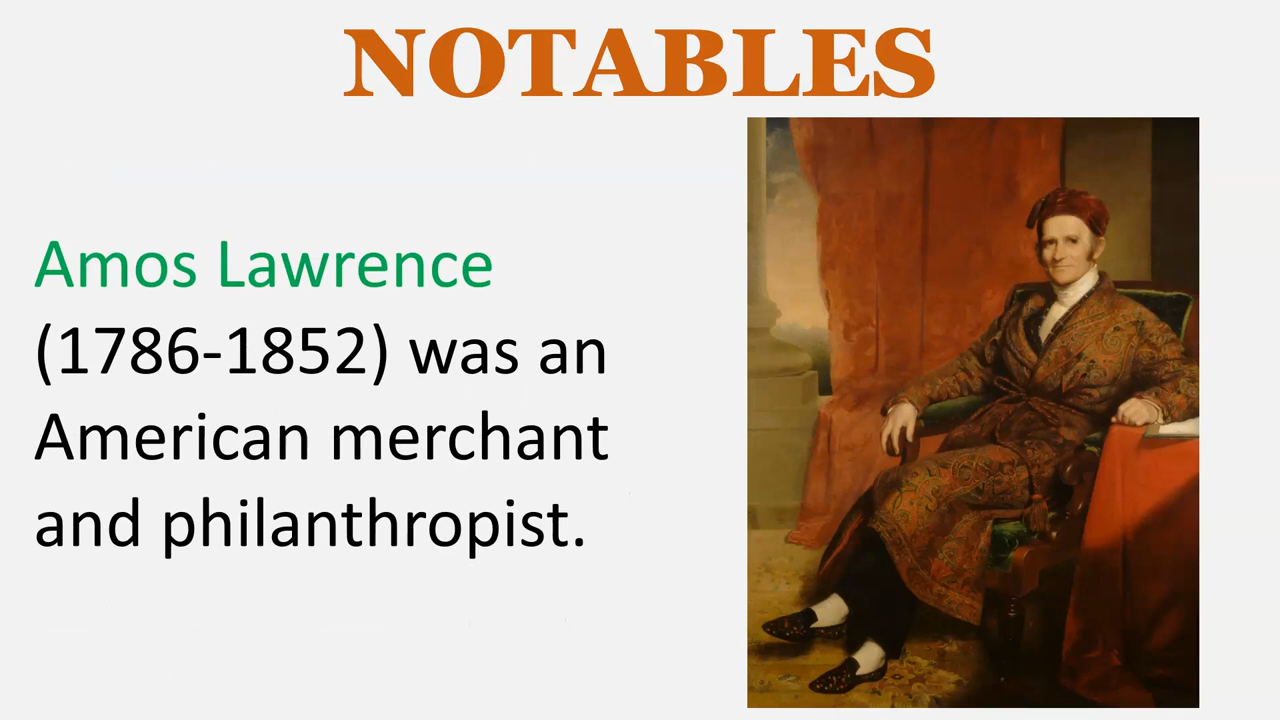 NOTABLES
Amos Lawrence
(1786-1852) was an
American merchant
and philanthropist.